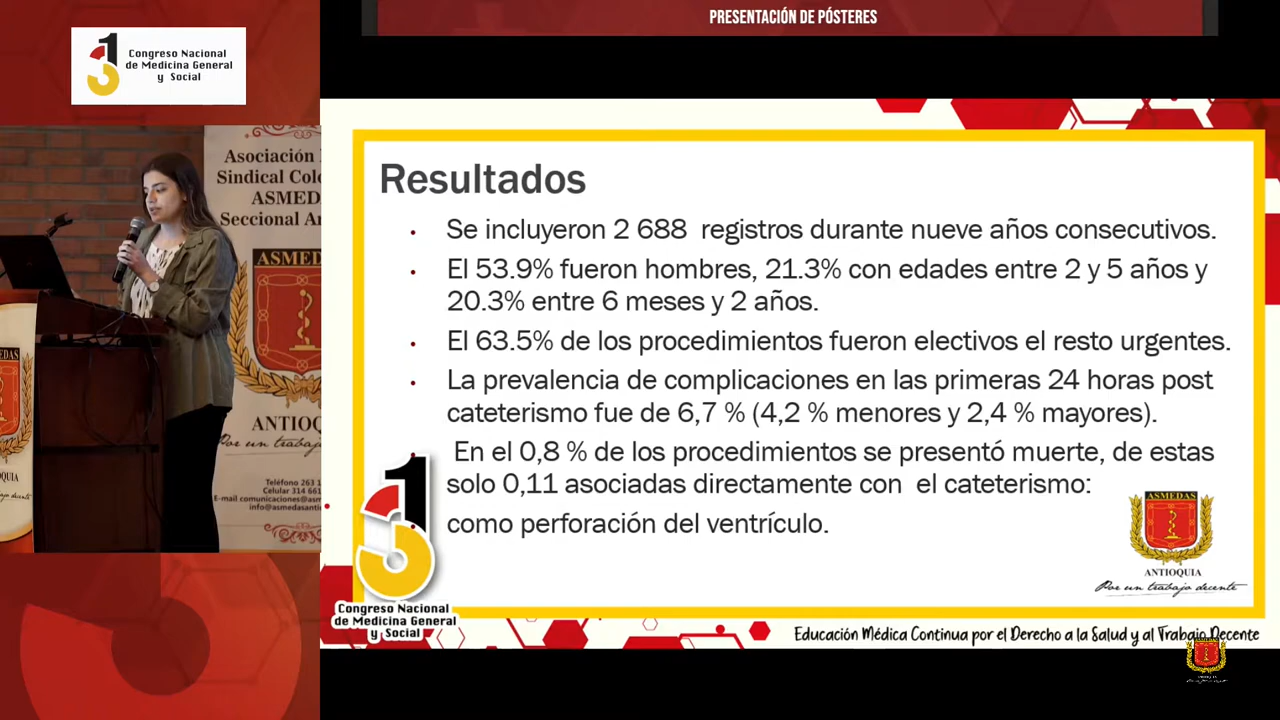 PRESENTACIÓN DE PÓSTERES
Congreso Nacional
de Medicina General
y Social
Asociación
Sindical Colo
ASMED
Seccional An
ASMEDAS
ANTIOQ
Por un trabajo
Teléfono 263 1
Celular 314 661
E-mail comunicaciones@asm
info@asmedasanti
ASMEDAS
Resultados
Se incluyeron 2 688 registros durante nueve años consecutivos.
El 53.9% fueron hombres, 21.3% con edades entre 2 y 5 años y
20.3% entre 6 meses y 2 años.
El 63.5% de los procedimientos fueron electivos el resto urgentes.
La prevalencia de complicaciones en las primeras 24 horas post
cateterismo fue de 6,7 % (4,2 % menores y 2,4 % mayores).
En el 0,8 % de los procedimientos se presentó muerte, de estas
solo 0,11 asociadas directamente con el cateterismo:
como perforación del ventrículo.
13
Congreso Nacional
de Medicina General
y Social
ASMEDAS
ANTIOQUIA
Por un trabajo decente
Educación Médica Continua por el Derecho a la Salud y al Trabajo Decente